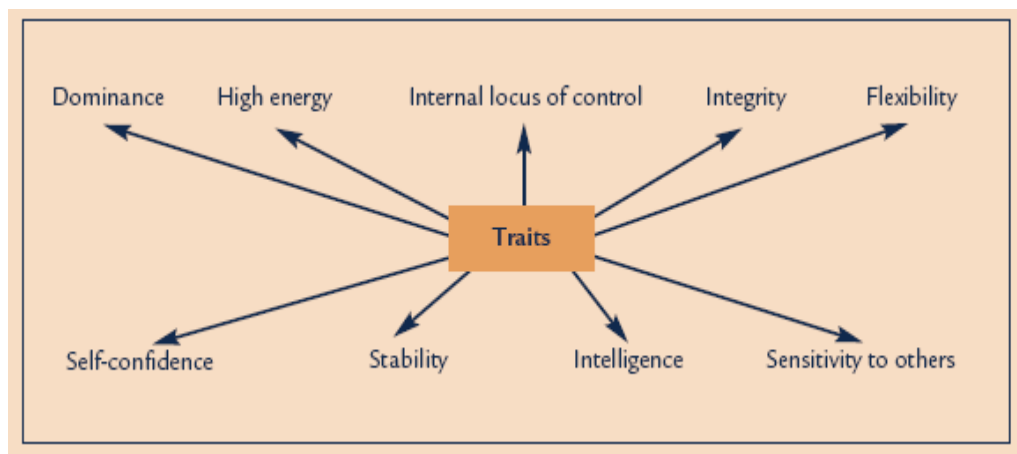 Dominance
High energy
Internal locus of control
Integrity
Flexibility
Traits
Self-confidence
Stability
Intelligence
Sensitivity to others